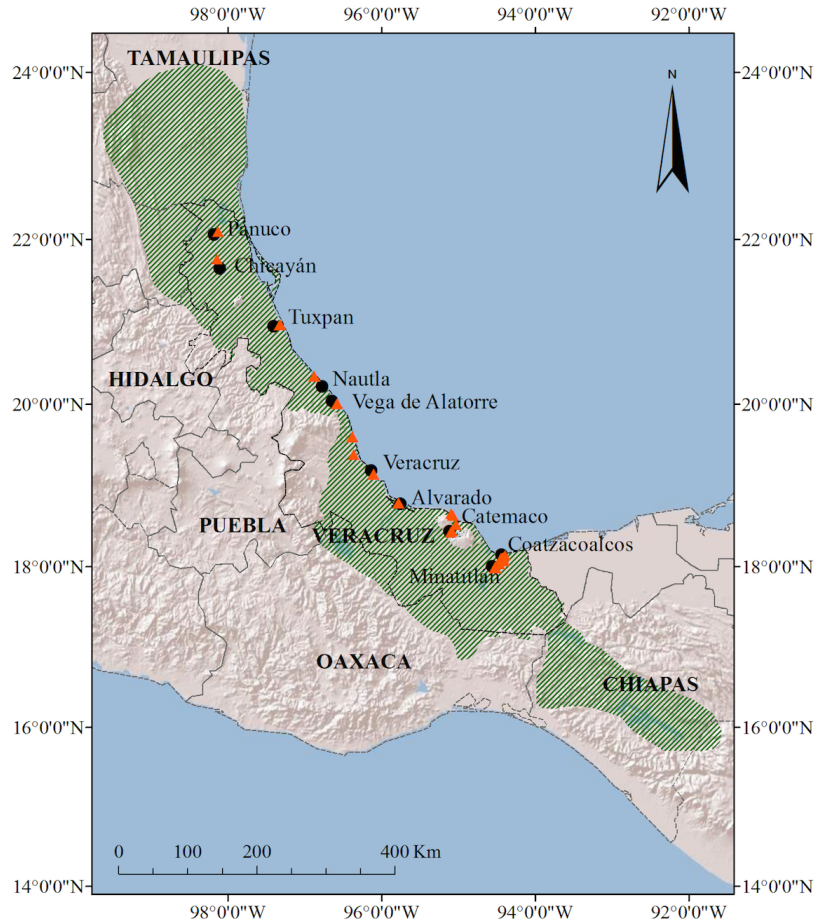 98°0'0"W 96°0'0"W 94°0'0"W 92°0'0"W
TAMAULIPAS
24°0'0"N 24°0'0"N
N
22°0'0"N 22°0'0"N
Pánuco
Chicayán
Tuxpan
HIDALGO
Nautla
20°0'0"N 20°0'0"N
Vega de Alatorre
Veracruz
Alvarado
PUEBLA
Catemaco
VERACRUZ
Coatzacoalcos
18°0'0"N 18°0'0"N
Minatitlán
OAXACA
CHIAPAS
16°0'0"N 16°0'0"N
0 100 200 400 Km
14°0'0"N 14°0'0"N
98°0'0"W 96°0'0"W 94°0'0"W 92°0'0"W